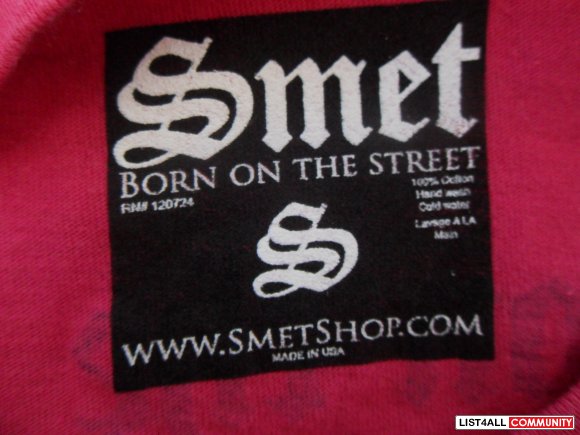 Smet
BORN ON THE STREET
RN# 120724
100% Cotton
Hand wash
Cold water
Lavage A LA
Main
S
WWW.SMETSHOP.COM
MADE IN USA
LIST4ALL COMMUNITY